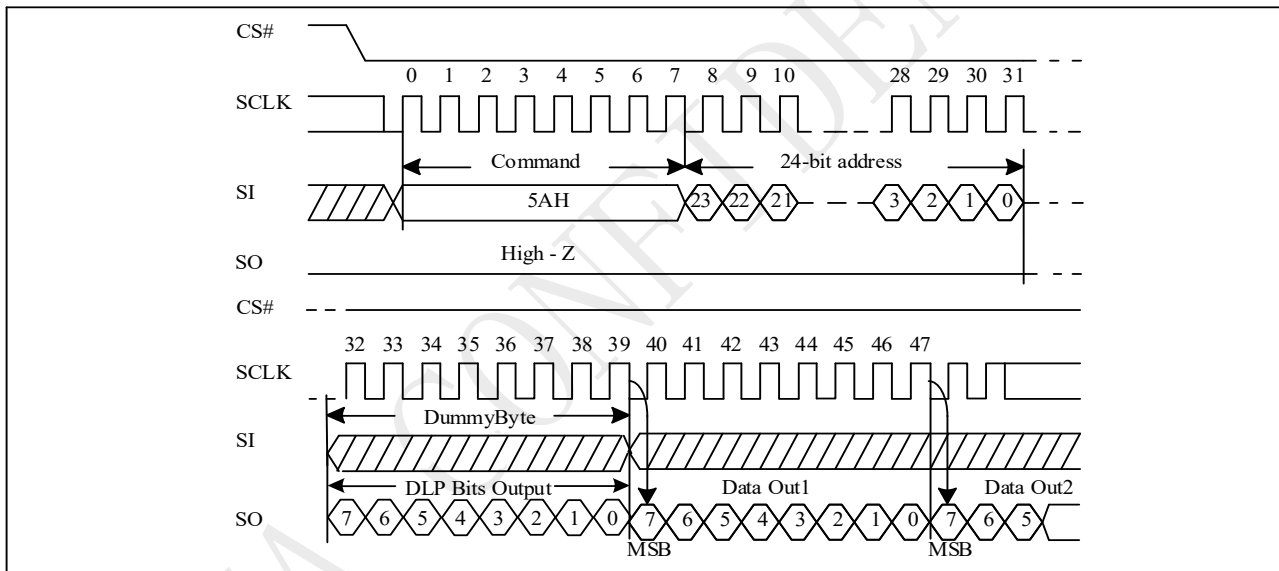 CS#
0 1 2 3 4 5 6 7 8 9 10 28 29 30 31
SCLK
Command 24-bit address
SI 5AH 23 22 21 3 2 1 0
High - Z
SO
CS#
32 33 34 35 36 37 38 39 40 41 42 43 44 45 46 47
SCLK
DummyByte
SI
DLP Bits Output Data Out1 Data Out2
SO 7 6 5 4 3 2 1 0 7 6 5 4 3 2 1 0 7 6 5
MSB MSB